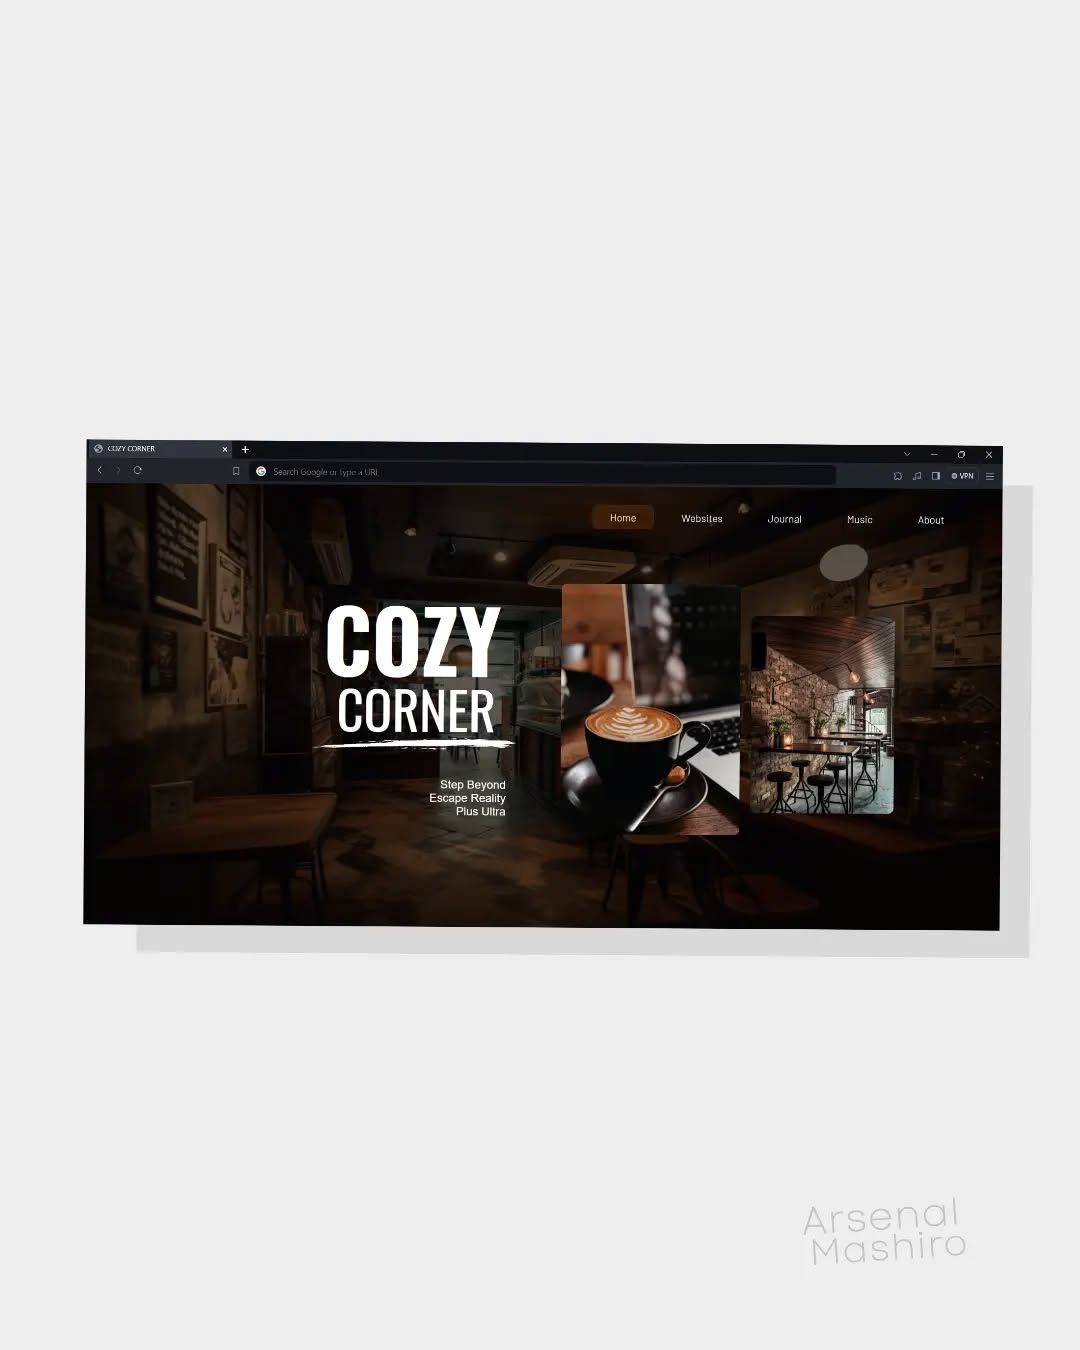 COZY CORNER
Search Google or type a URL
VPN
Home
Websites
Journal
Music
About
COZY
CORNER
Step Beyond
Escape Reality
Plus Ultra
Arsenal
Mashiro